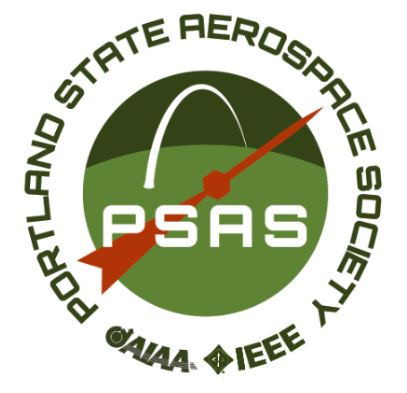 PORTLAND STATE AEROSPACE SOCIETY
PSAS
AIAA IEEE